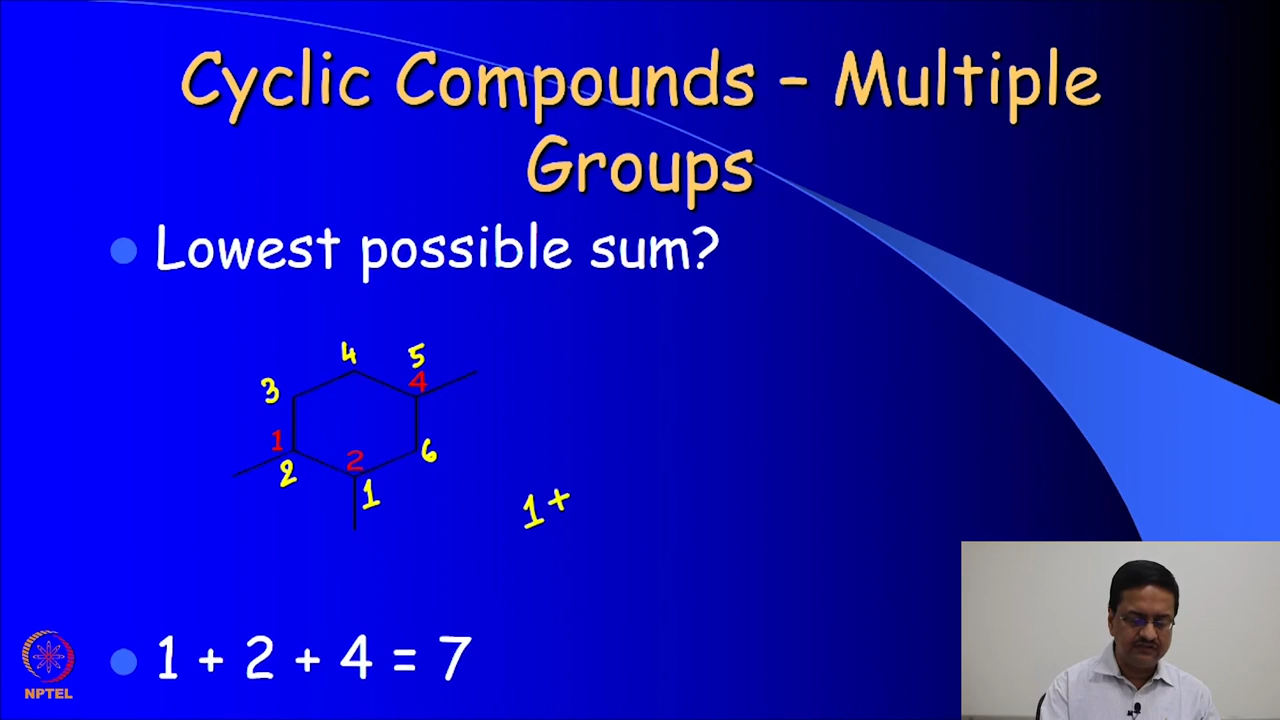 Cyclic Compounds – Multiple
Groups
Lowest possible sum?
4 5
3 4
1 2 6
2 1
1+
1 + 2 + 4 = 7
NPTEL